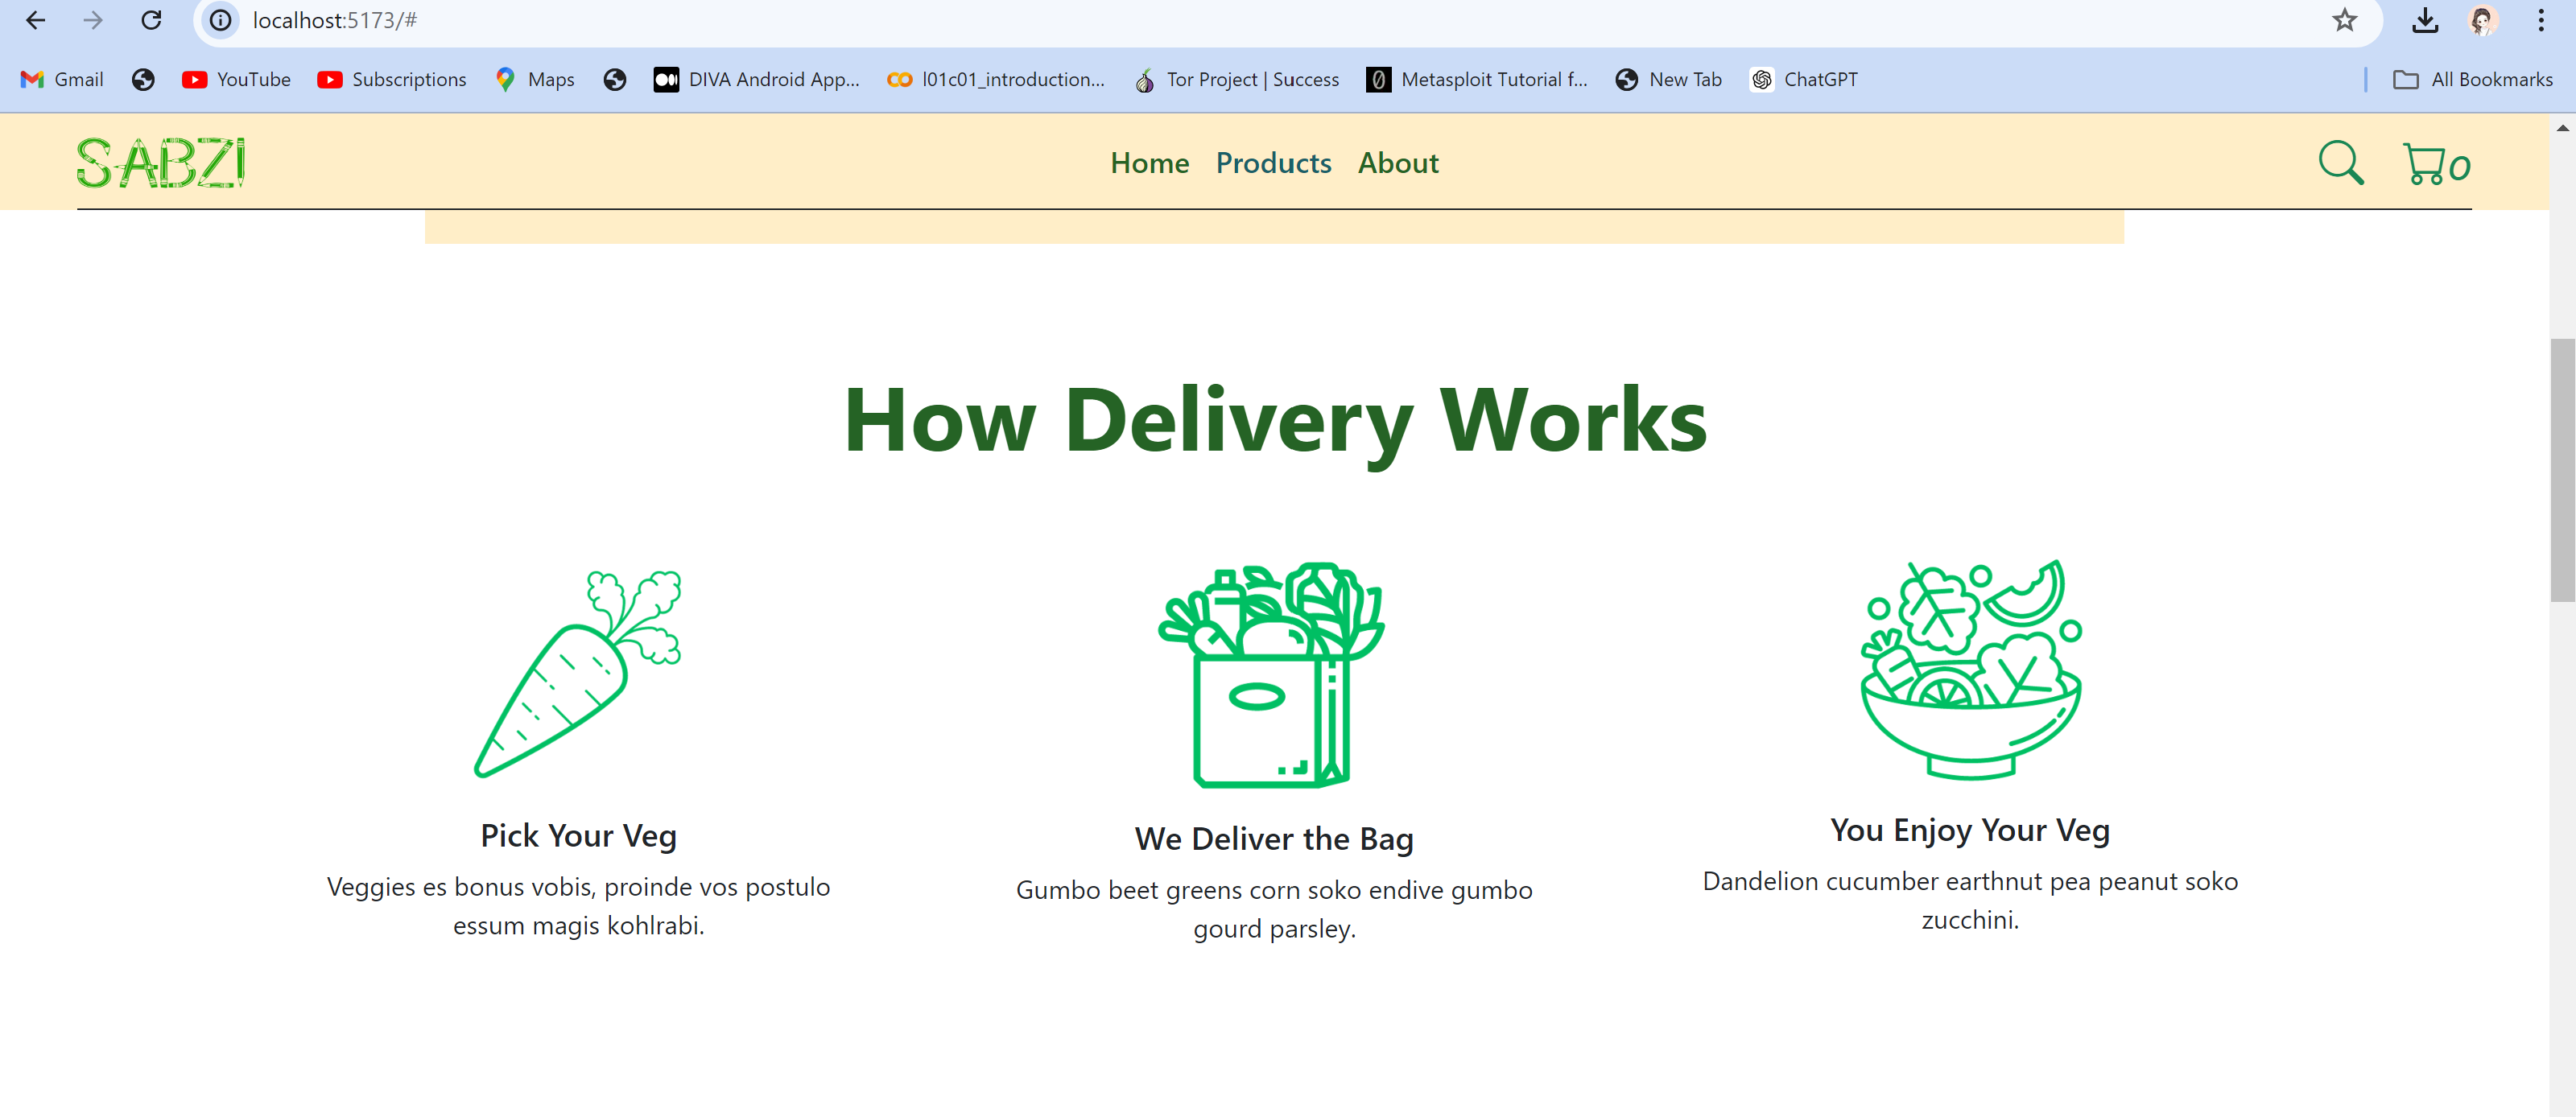 localhost:5173/#
Gmail YouTube Subscriptions Maps DIVA Android App... l01c01_introduction... Tor Project | Success Metasploit Tutorial f... New Tab ChatGPT All Bookmarks
SABZI Home Products About 0
How Delivery Works
Pick Your Veg
Veggies es bonus vobis, proinde vos postulo
essum magis kohlrabi.
We Deliver the Bag
Gumbo beet greens corn soko endive gumbo
gourd parsley.
You Enjoy Your Veg
Dandelion cucumber earthnut pea peanut soko
zucchini.